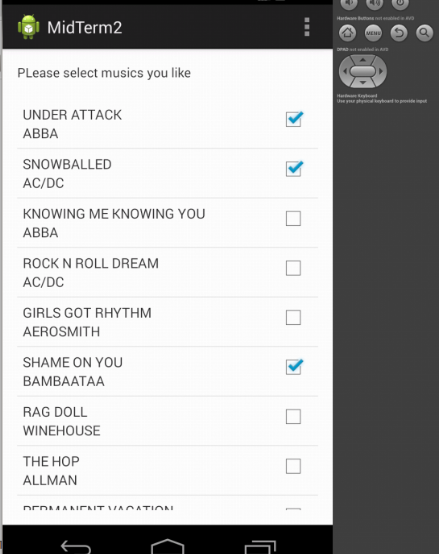 MidTerm2
PLease select musics you like
UNDER ATTACK
ABBA
SNOWBALLED
AC/DC
KNOWING ME KNOWING YOU
ABBA
ROCK N ROLL DREAM
AC/DC
GIRLS GOT RHYTHM
AEROSMITH
SHAME ON YOU
BAMBAATAA
RAG DOLL
WINEHOUSE
THE HOP
ALLMAN
PERMANENT VACATION
Hardware Buttons not enabled in AVD
MENU
DPAD not enabled in AVD
Hardware Keyboard
Use your physical keyboard to provide input